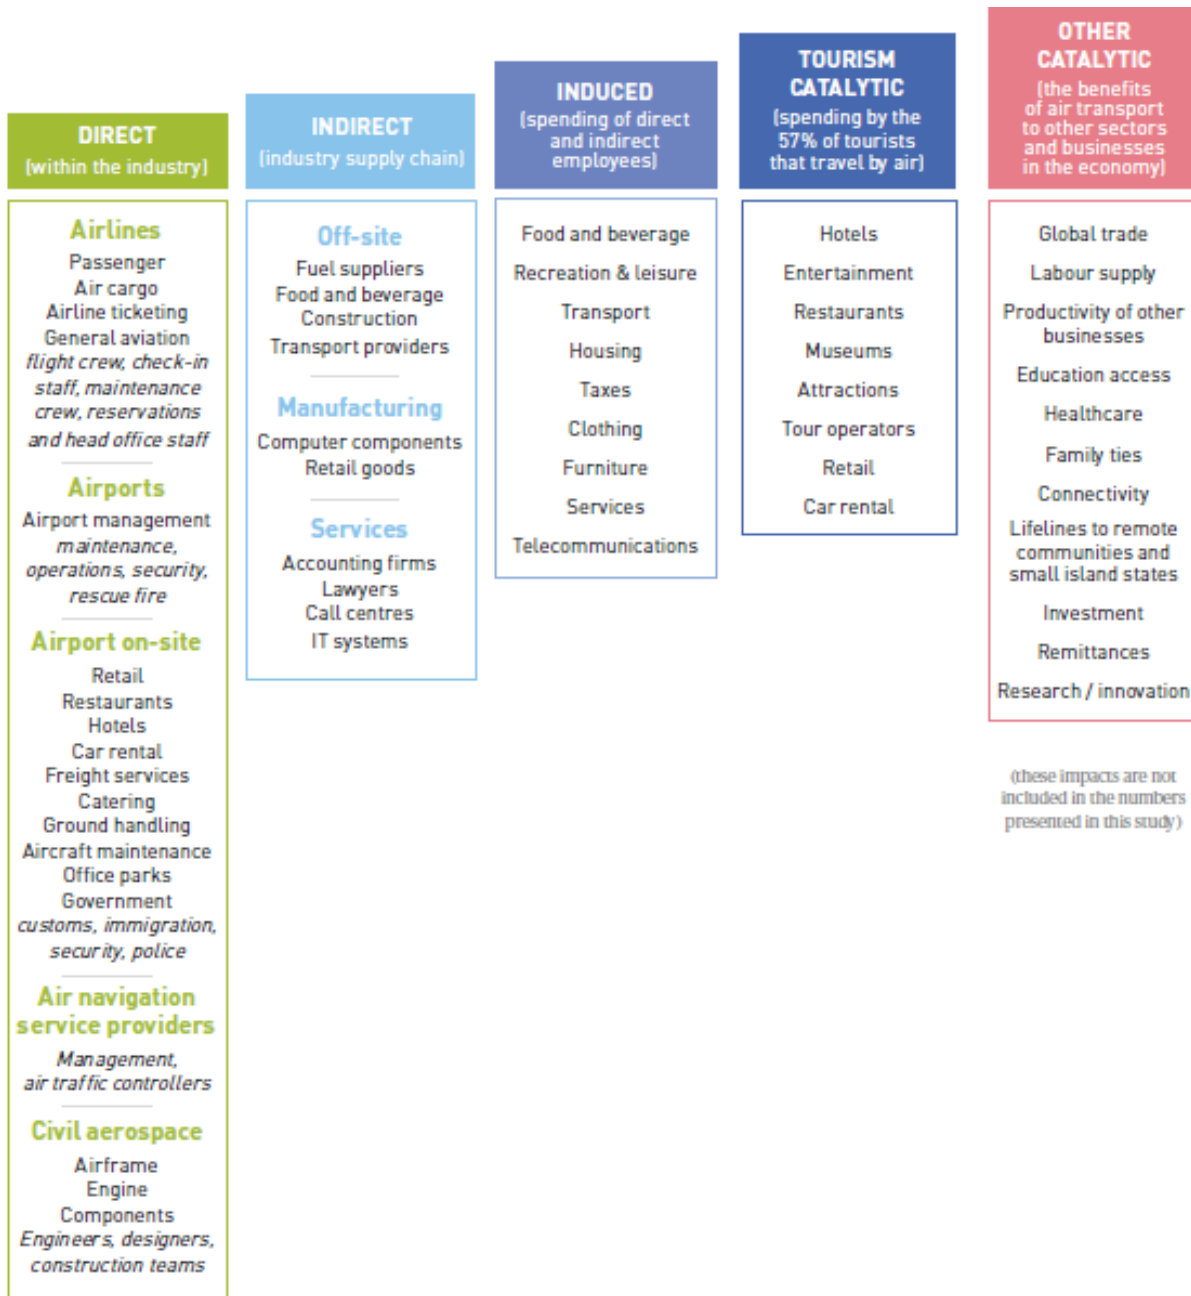 DIRECT
(within the industry)
Airlines
Passenger
Air cargo
Airline ticketing
General aviation
flight crew, check-in
staff, maintenance
crew, reservations
and head office staff
Airports
Airport management
maintenance,
operations, security,
rescue fire
Airport on-site
Retail
Restaurants
Hotels
Car rental
Freight services
Catering
Ground handling
Aircraft maintenance
Office parks
Government
customs, immigration,
security, police
Air navigation
service providers
Management,
air traffic controllers
Civil aerospace
Airframe
Engine
Components
Engineers, designers,
construction teams
INDIRECT
(industry supply chain)
Off-site
Fuel suppliers
Food and beverage
Construction
Transport providers
Manufacturing
Computer components
Retail goods
Services
Accounting firms
Lawyers
Call centres
IT systems
INDUCED
(spending of direct
and indirect
employees)
Food and beverage
Recreation & leisure
Transport
Housing
Taxes
Clothing
Furniture
Services
Telecommunications
TOURISM
CATALYTIC
(spending by the
57% of tourists
that travel by air)
Hotels
Entertainment
Restaurants
Museums
Attractions
Tour operators
Retail
Car rental
OTHER
CATALYTIC
(the benefits
of air transport
to other sectors
and businesses
in the economy)
Global trade
Labour supply
Productivity of other
businesses
Education access
Healthcare
Family ties
Connectivity
Lifelines to remote
communities and
small island states
Investment
Remittances
Research / innovation
(these impacts are not
included in the numbers
presented in this study)